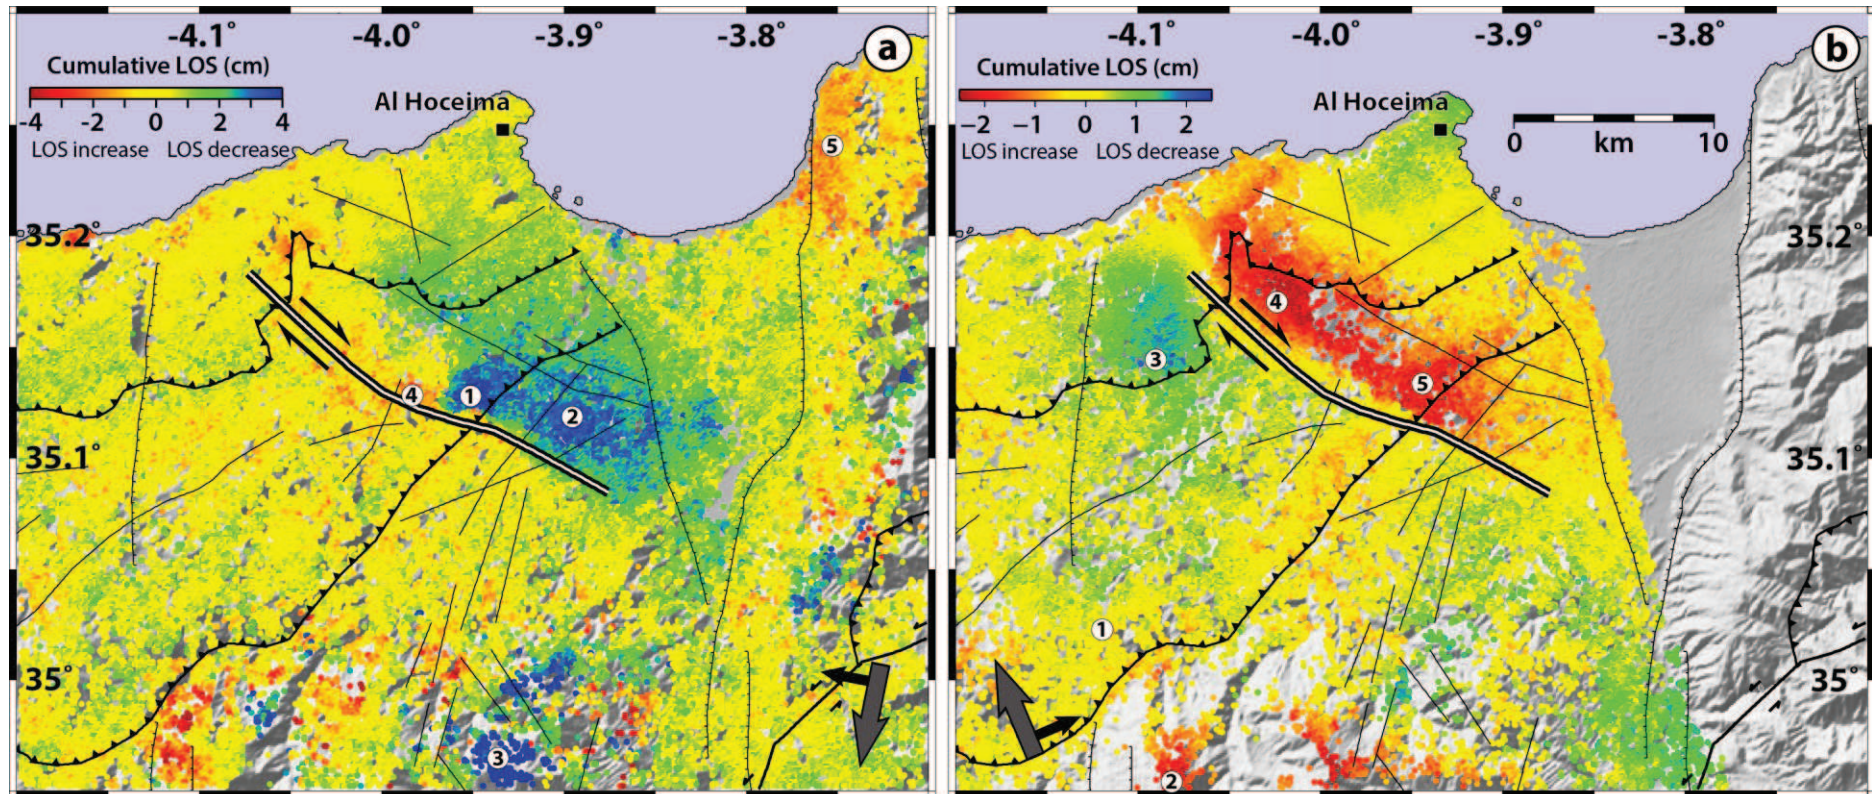 -4.1° -4.0 -3.9 -3.8
a
Cumulative LOS (cm)
-4 -2 0 2 4
LOS increase LOS decrease
Al Hoceima
5
35.2°
4 1 2
35.1°
35°
3
-4.1° -4.0 -3.9 -3.8
b
Cumulative LOS (cm)
−2 −1 0 1 2
LOS increase LOS decrease
Al Hoceima
0 km 10
35.2°
4
3
5
35.1°
1
35°
2